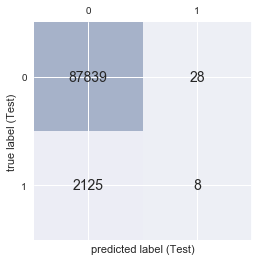 0 1
0 87839 28
1 2125 8
true label (Test)
predicted label (Test)